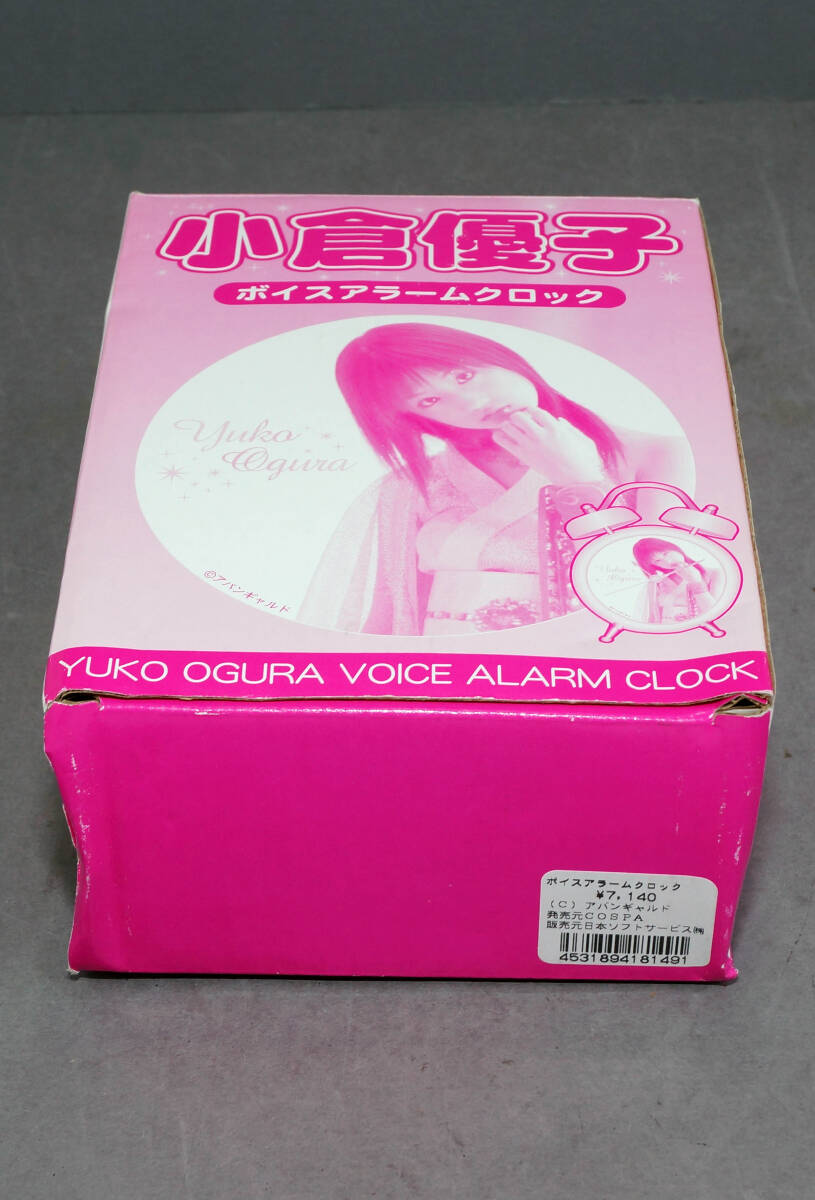 小倉優子
ボイスアラームクロック
Yuko
Ogura
©アバンギャルド
Yuko
Ogura
YUKO OGURA VOICE ALARM CLOCK
ボイスアラームクロック
¥7,140
(C) アバンギャルド
発売元COSPA
販売元日本ソフトサービス㈱
4531894181491